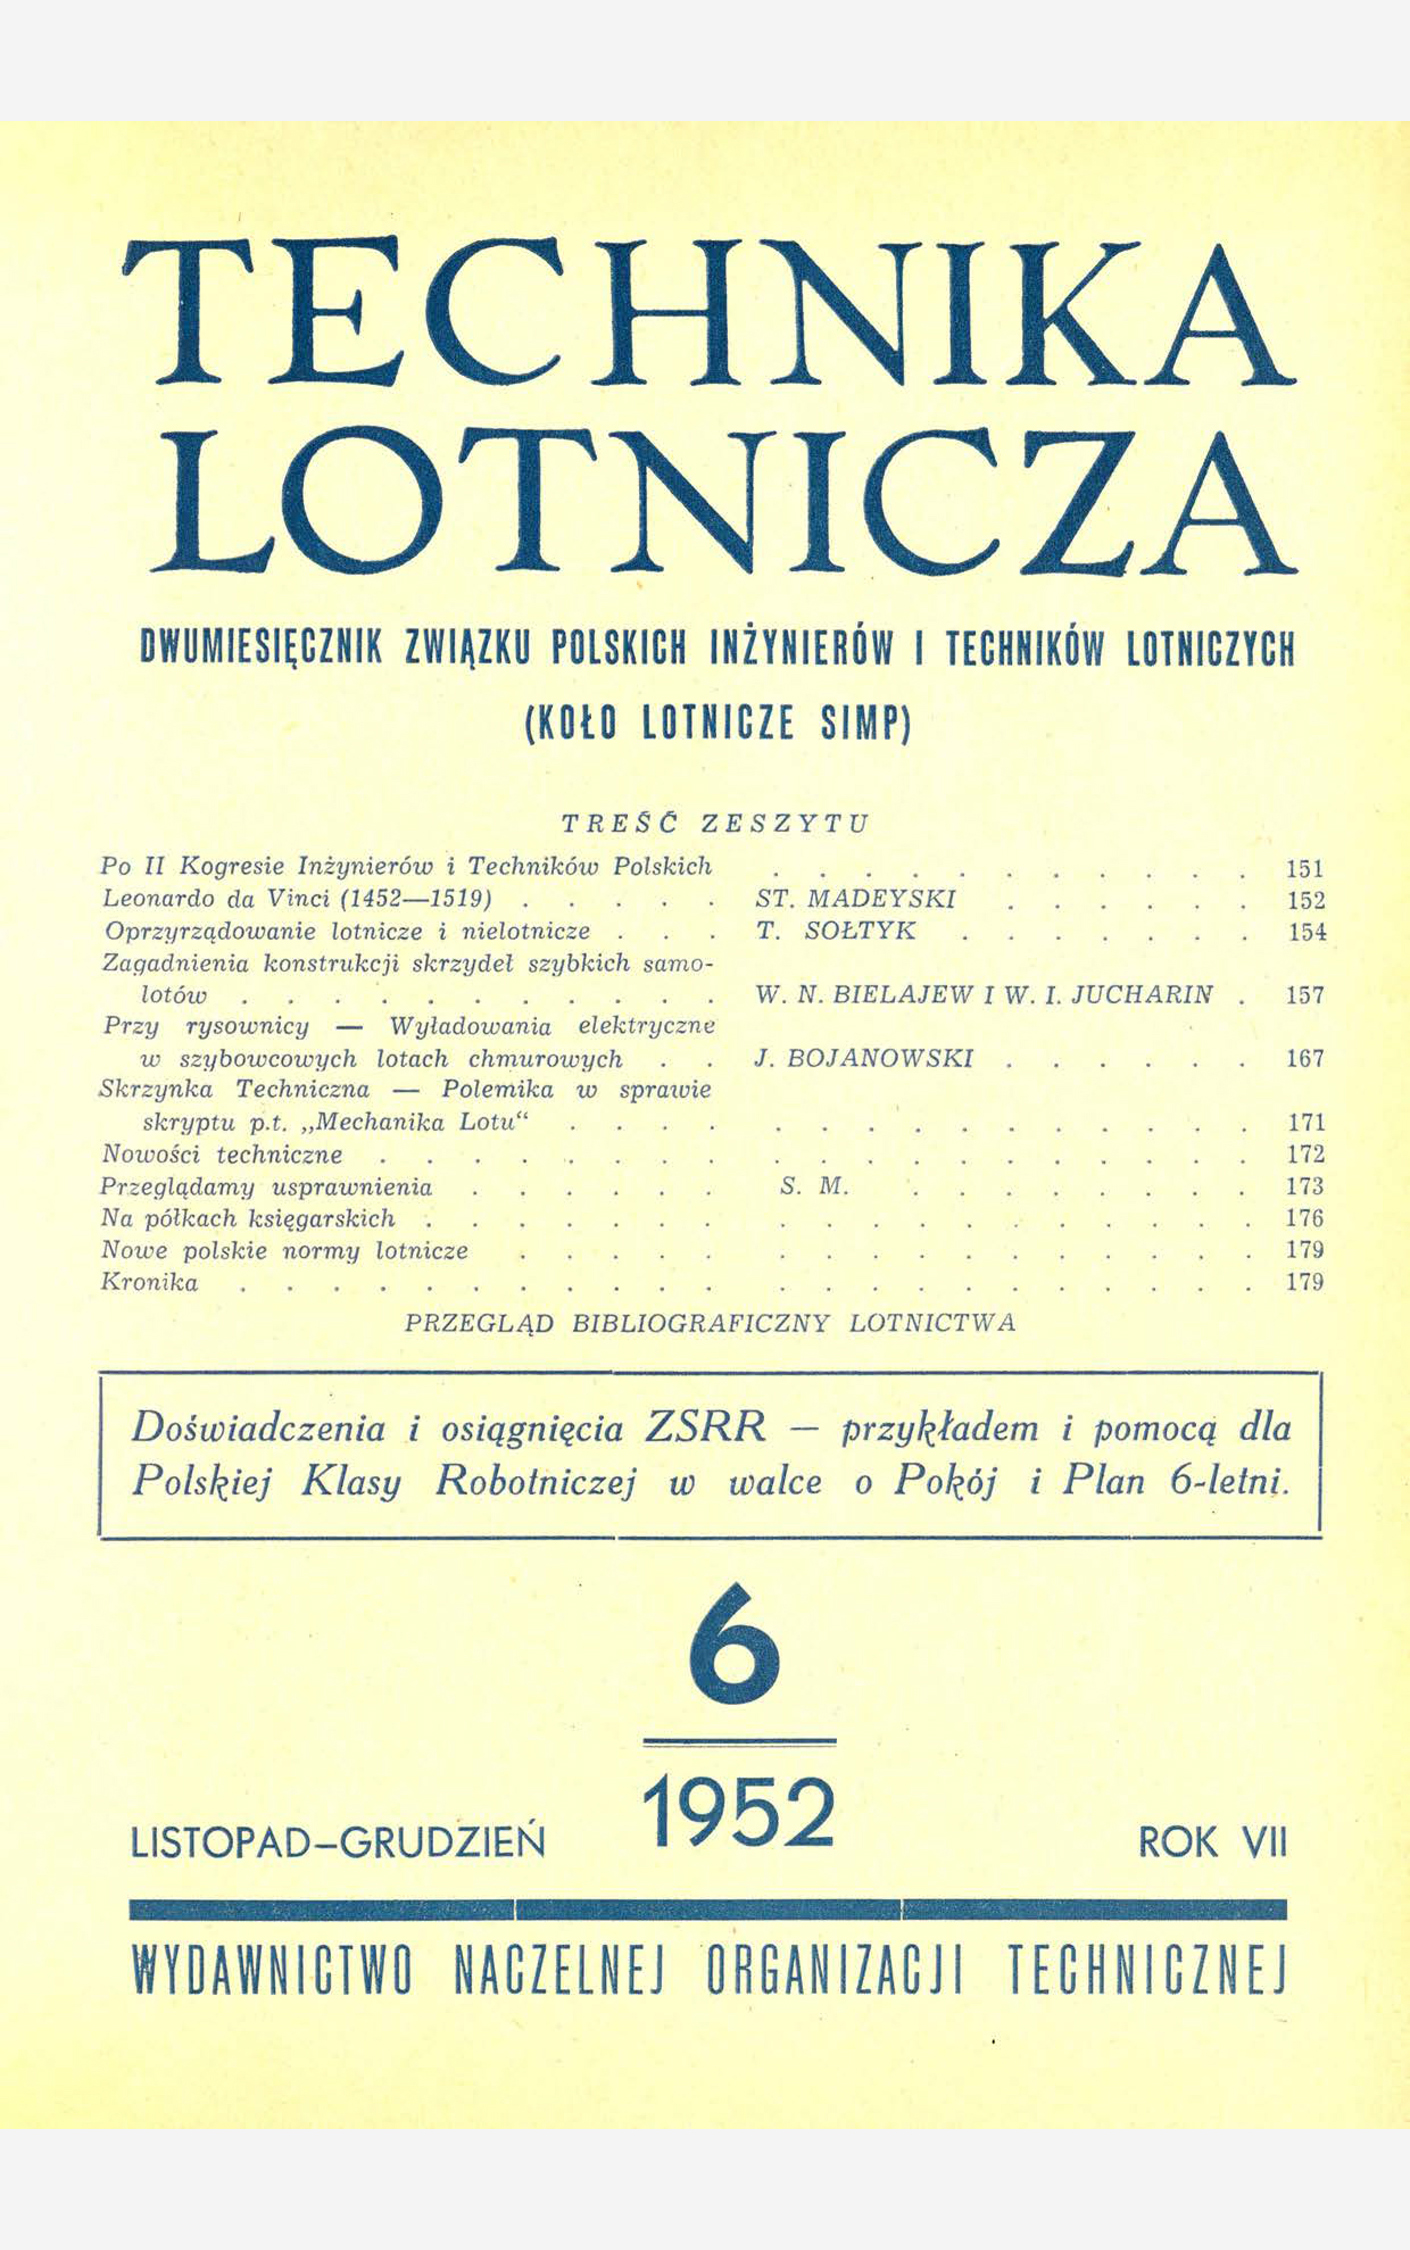 TECHNIKA
LOTNICZA
DWUMIESIĘCZNIK ZWIĄZKU POLSKICH INŻYNIERÓW I TECHNIKÓW LOTNICZYCH
(KOŁO LOTNICZE SIMP)
TREŚĆ ZESZYTU
Po II Kogresie Inżynierów i Techników Polskich . . . . . . . . . . . 151
Leonardo da Vinci (1452—1519) . . . . . ST. MADEYSKI . . . . . . 152
Oprzyrządowanie lotnicze i nielotnicze . . . T. SOŁTYK . . . . . . . 154
Zagadnienia konstrukcji skrzydeł szybkich samo-
lotów . . . . . . . . . . . W. N. BIELAJEW I W. I. JUCHARIN . 157
Przy rysownicy — Wyładowania elektryczne
w szybowcowych lotach chmurowych . . J. BOJANOWSKI . . . . . . 167
Skrzynka Techniczna — Polemika w sprawie
skryptu p.t. „Mechanika Lotu“ . . . . . . . . . . . . . . . 171
Nowości techniczne . . . . . . . . . . . . . . . . . . . 172
Przeglądamy usprawnienia . . . . . . S. M. . . . . . . . . 173
Na półkach księgarskich . . . . . . . . . . . . . . . . . . 176
Nowe polskie normy lotnicze . . . . . . . . . . . . . . . . 179
Kronika . . . . . . . . . . . . . . . . . . . . . . 179
PRZEGLĄD BIBLIOGRAFICZNY LOTNICTWA
Doświadczenia i osiągnięcia ZSRR — przykładem i pomocą dla
Polskiej Klasy Robotniczej w walce o Pokój i Plan 6-letni.
6
1952
LISTOPAD–GRUDZIEŃ
ROK VII
WYDAWNICTWO NACZELNEJ ORGANIZACJI TECHNICZNEJ